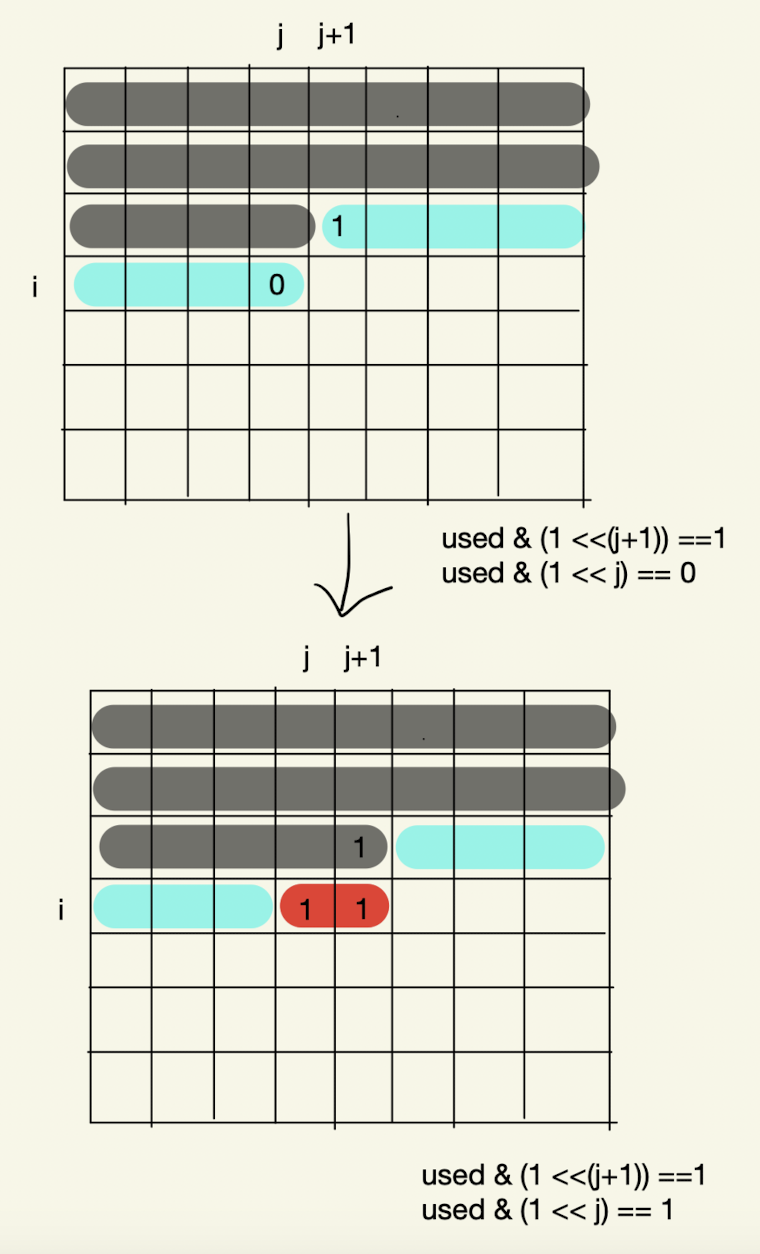 j j+1
1
i 0
used & (1 <<(j+1)) ==1
used & (1 << j) == 0
j j+1
1
i 1 1
used & (1 <<(j+1)) ==1
used & (1 << j) == 1